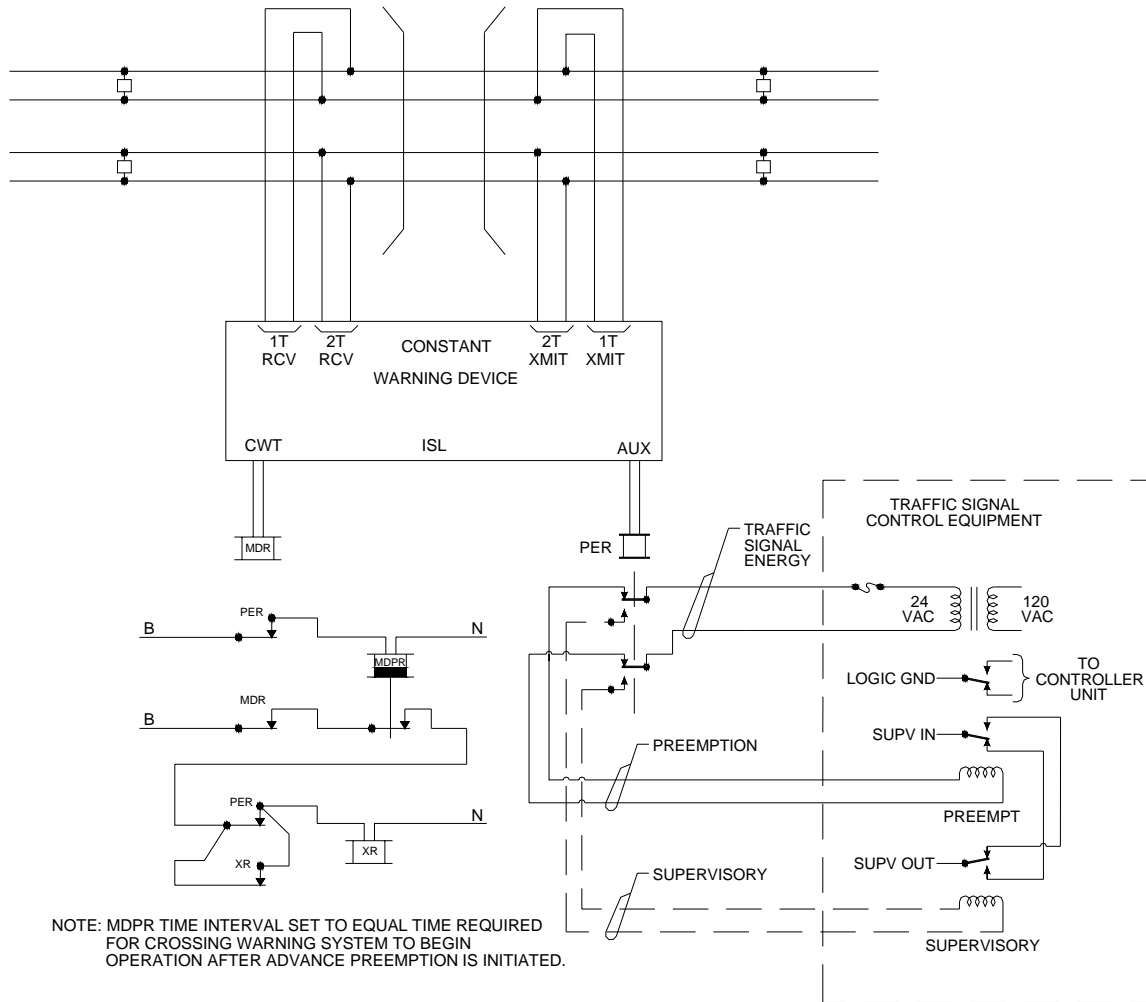 1T
RCV
2T
RCV
CONSTANT
WARNING DEVICE
2T
XMIT
1T
XMIT
CWT
ISL
AUX
MDR
PER
TRAFFIC
SIGNAL
ENERGY
TRAFFIC SIGNAL
CONTROL EQUIPMENT
24
VAC
120
VAC
B
PER
N
MDPR
LOGIC GND
TO
CONTROLLER
UNIT
B
MDR
SUPV IN
PREEMPTION
PREEMPT
PER
N
XR
XR
SUPV OUT
SUPERVISORY
SUPERVISORY
NOTE: MDPR TIME INTERVAL SET TO EQUAL TIME REQUIRED
FOR CROSSING WARNING SYSTEM TO BEGIN
OPERATION AFTER ADVANCE PREEMPTION IS INITIATED.